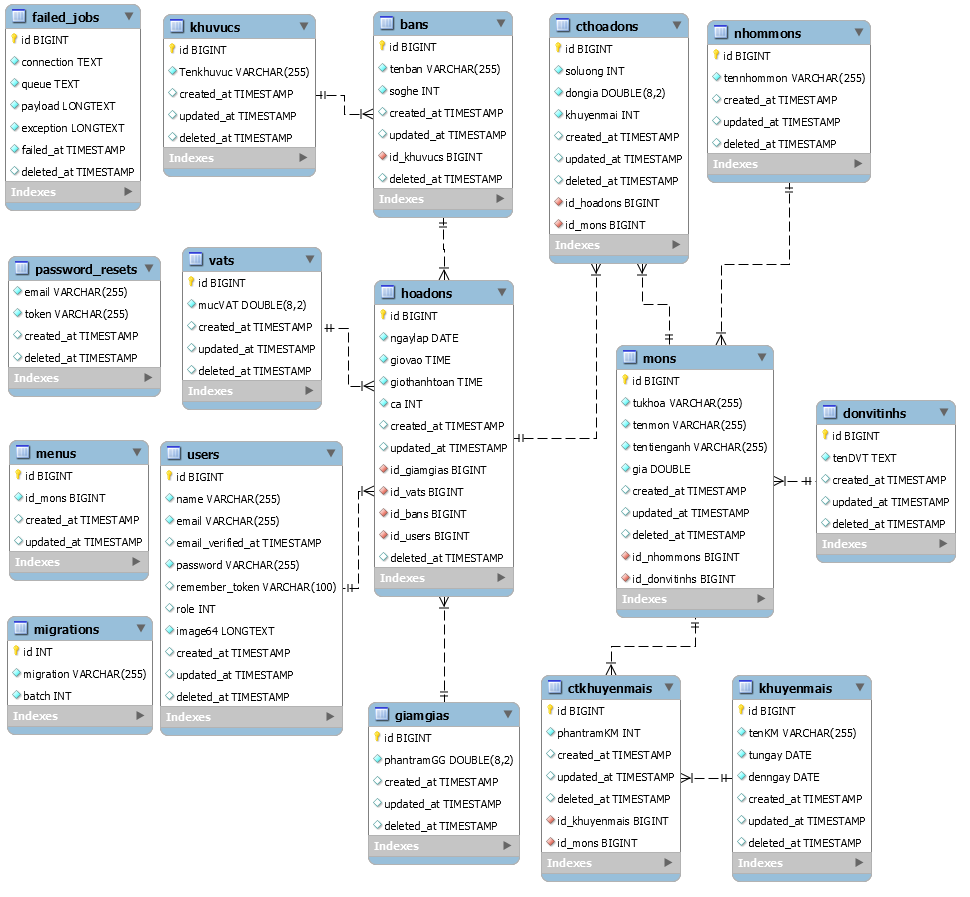 failed_jobs
id BIGINT
connection TEXT
queue TEXT
payload LONGTEXT
exception LONGTEXT
failed_at TIMESTAMP
deleted_at TIMESTAMP
Indexes
khuvucs
id BIGINT
Tenkhuvuc VARCHAR(255)
created_at TIMESTAMP
updated_at TIMESTAMP
deleted_at TIMESTAMP
Indexes
bans
id BIGINT
tenban VARCHAR(255)
soghe INT
created_at TIMESTAMP
updated_at TIMESTAMP
id_khuvucs BIGINT
deleted_at TIMESTAMP
Indexes
cthoadons
id BIGINT
soluong INT
dongia DOUBLE(8,2)
khuyenmai INT
created_at TIMESTAMP
updated_at TIMESTAMP
deleted_at TIMESTAMP
id_hoadons BIGINT
id_mons BIGINT
Indexes
nhommons
id BIGINT
tennhommon VARCHAR(255)
created_at TIMESTAMP
updated_at TIMESTAMP
deleted_at TIMESTAMP
Indexes
password_resets
email VARCHAR(255)
token VARCHAR(255)
created_at TIMESTAMP
deleted_at TIMESTAMP
Indexes
vats
id BIGINT
mucVAT DOUBLE(8,2)
created_at TIMESTAMP
updated_at TIMESTAMP
deleted_at TIMESTAMP
Indexes
hoadons
id BIGINT
ngaylap DATE
giovao TIME
giothanhtoan TIME
ca INT
created_at TIMESTAMP
updated_at TIMESTAMP
id_giamgias BIGINT
id_vats BIGINT
id_bans BIGINT
id_users BIGINT
deleted_at TIMESTAMP
Indexes
mons
id BIGINT
tukhoa VARCHAR(255)
tenmon VARCHAR(255)
tentienganh VARCHAR(255)
gia DOUBLE
created_at TIMESTAMP
updated_at TIMESTAMP
deleted_at TIMESTAMP
id_nhommons BIGINT
id_donvitinhs BIGINT
Indexes
donvitinhs
id BIGINT
tenDVT TEXT
created_at TIMESTAMP
updated_at TIMESTAMP
deleted_at TIMESTAMP
Indexes
menus
id BIGINT
id_mons BIGINT
created_at TIMESTAMP
updated_at TIMESTAMP
Indexes
users
id BIGINT
name VARCHAR(255)
email VARCHAR(255)
email_verified_at TIMESTAMP
password VARCHAR(255)
remember_token VARCHAR(100)
role INT
image64 LONGTEXT
created_at TIMESTAMP
updated_at TIMESTAMP
deleted_at TIMESTAMP
Indexes
migrations
id INT
migration VARCHAR(255)
batch INT
Indexes
giamgias
id BIGINT
phantramGG DOUBLE(8,2)
created_at TIMESTAMP
updated_at TIMESTAMP
deleted_at TIMESTAMP
Indexes
ctkhuyenmais
id BIGINT
phantramKM INT
created_at TIMESTAMP
updated_at TIMESTAMP
deleted_at TIMESTAMP
id_khuyenmais BIGINT
id_mons BIGINT
Indexes
khuyenmais
id BIGINT
tenKM VARCHAR(255)
tungay DATE
denngay DATE
created_at TIMESTAMP
updated_at TIMESTAMP
deleted_at TIMESTAMP
Indexes